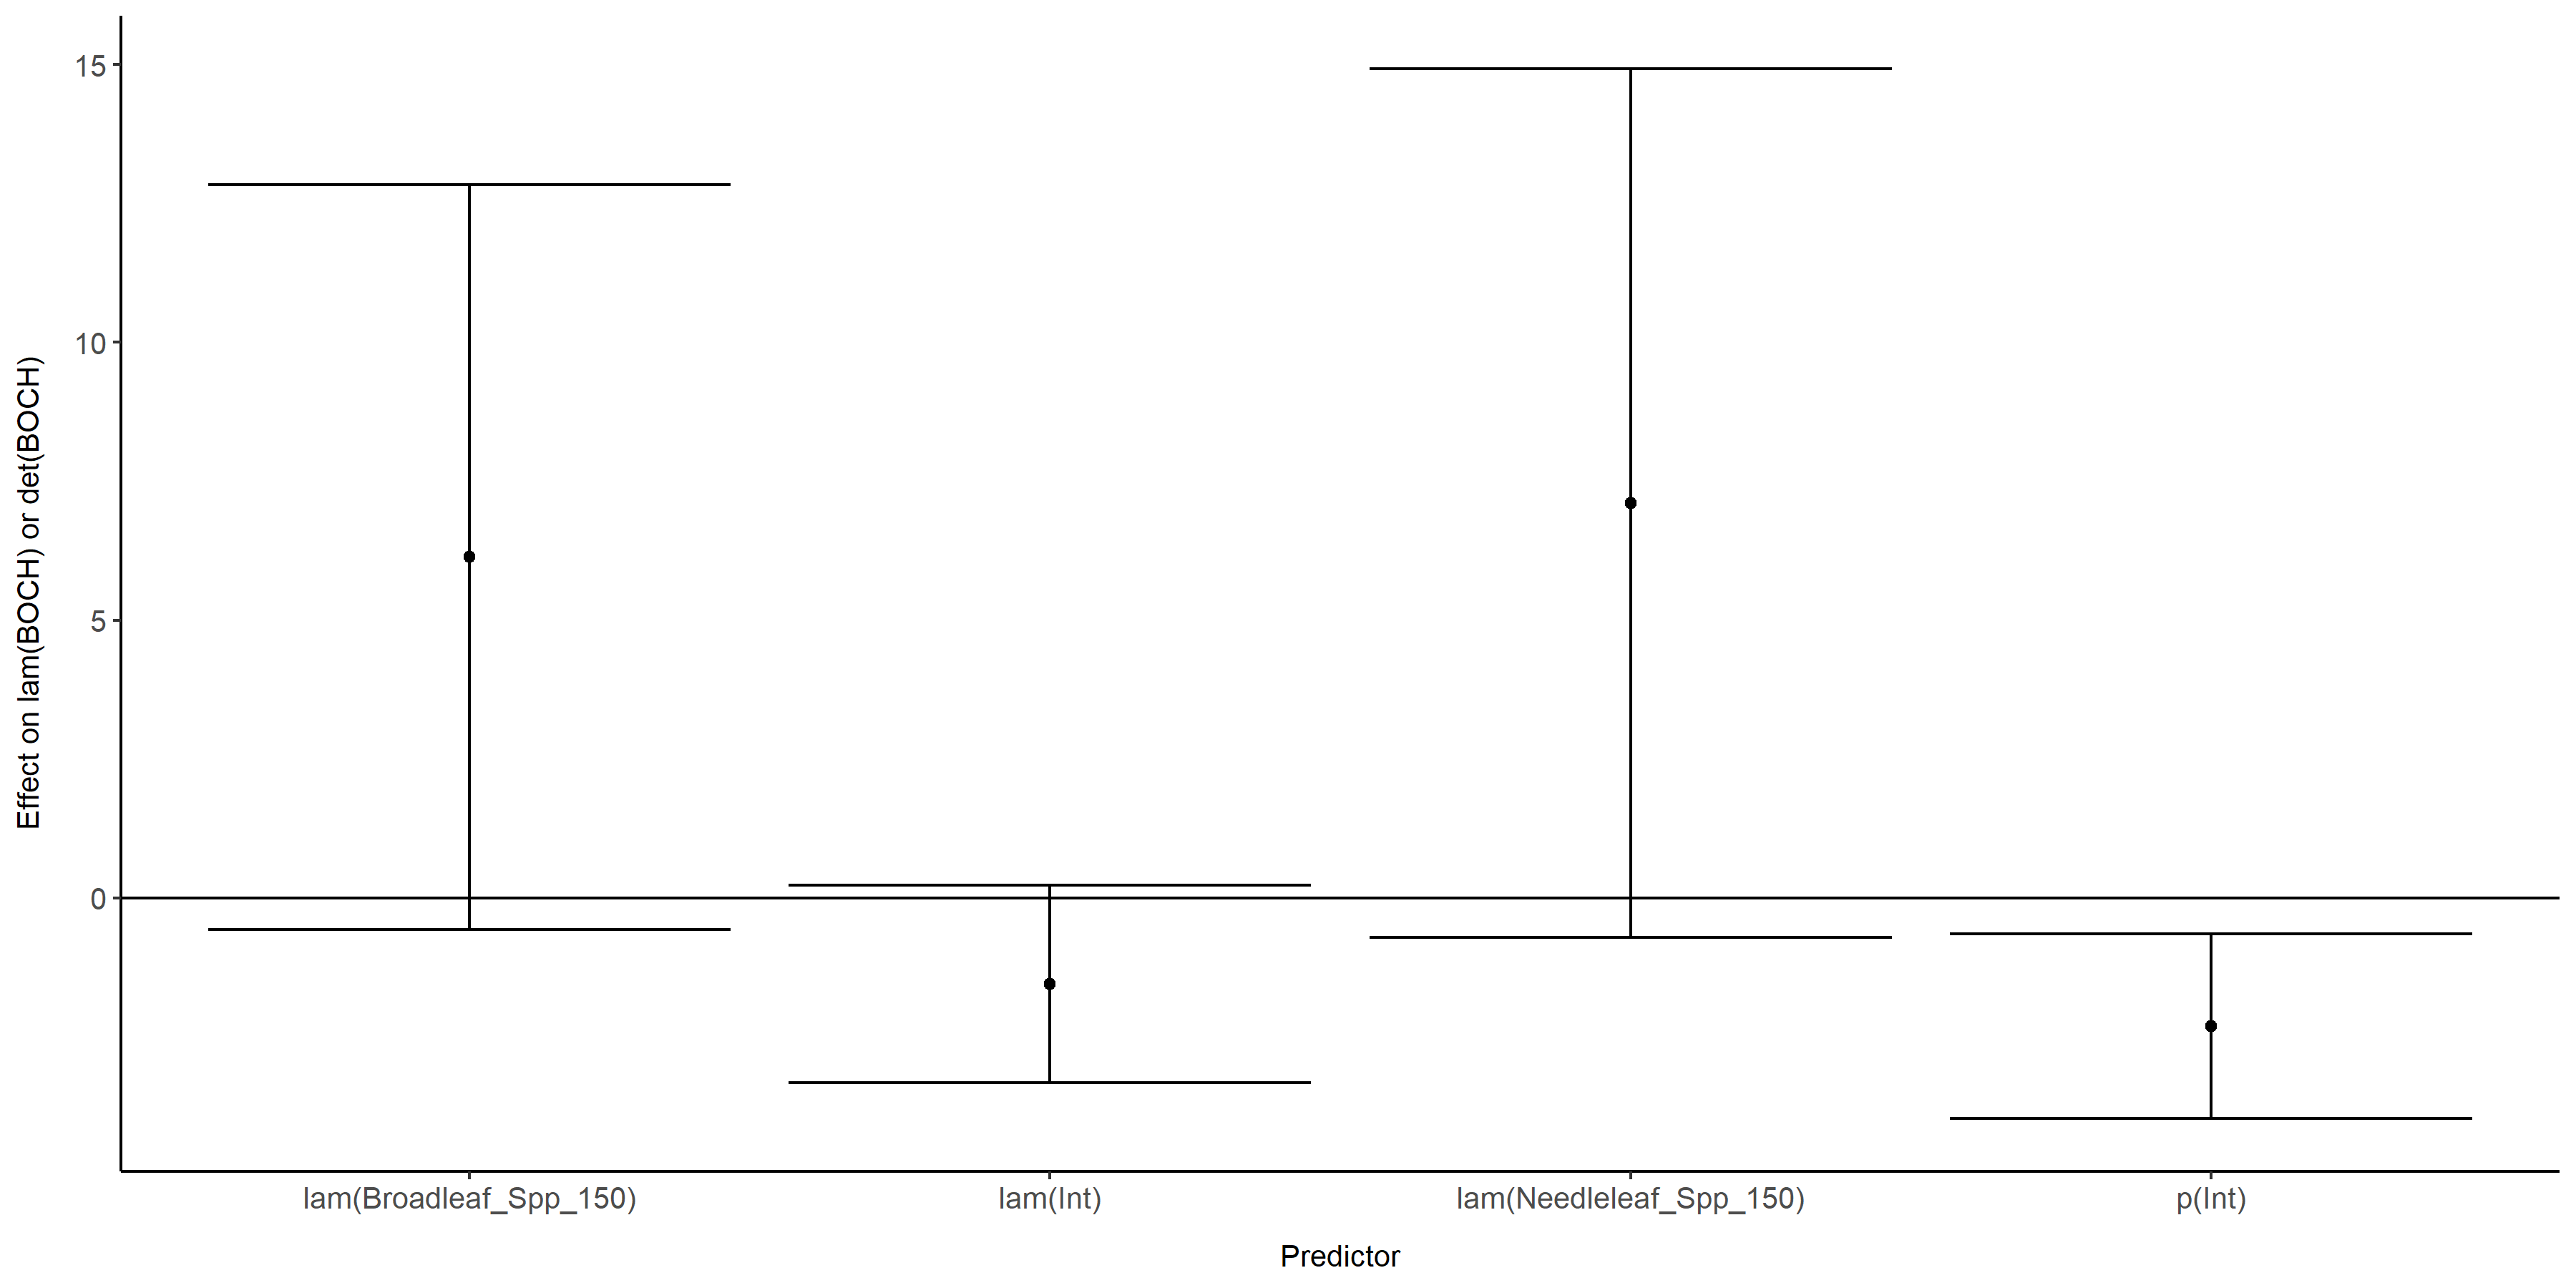 Effect on lam(BOCH) or det(BOCH)
15
10
5
0
lam(Broadleaf_Spp_150)
lam(Int)
lam(Needleleaf_Spp_150)
p(Int)
Predictor